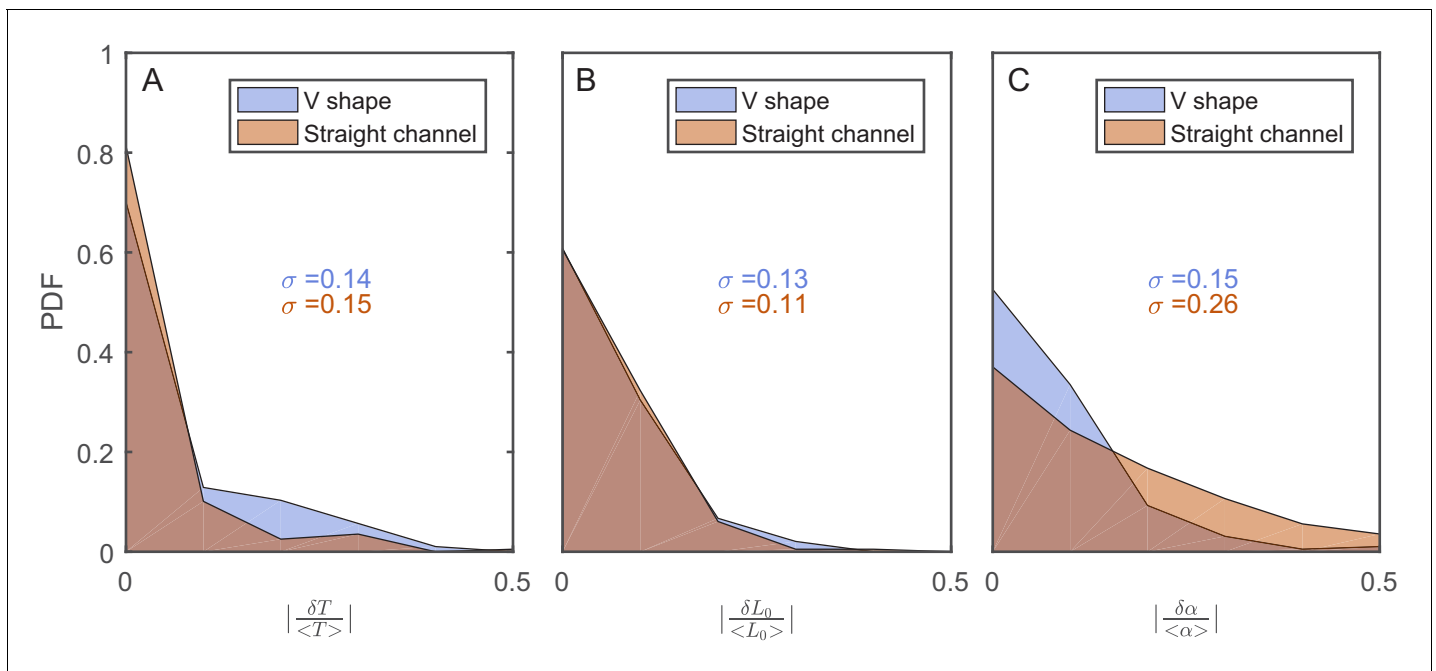 A
V shape
Straight channel
σ =0.14
σ =0.15
PDF
1
0.8
0.6
0.4
0.2
0
0
0.5
|δT/<T>|
B
V shape
Straight channel
σ =0.13
σ =0.11
0
0.5
|δL₀/<L₀>|
C
V shape
Straight channel
σ =0.15
σ =0.26
0
0.5
|δα/<α>|